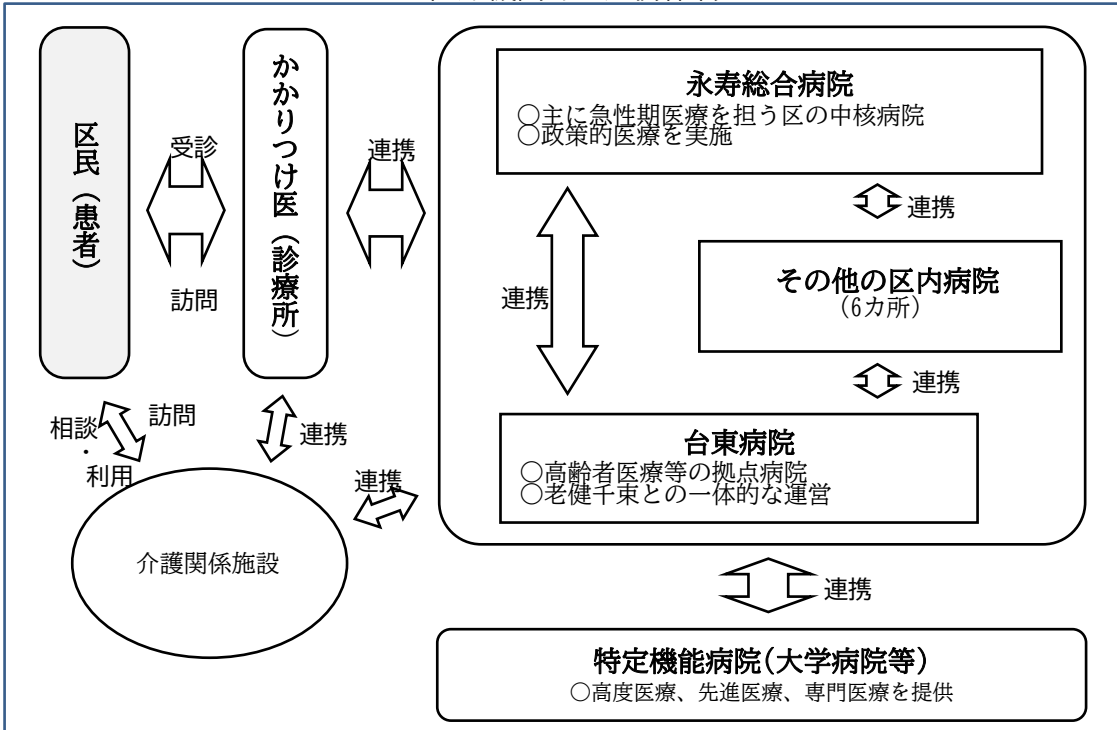 区民（患者）
受診
訪問
かかりつけ医（診療所）
連携
永寿総合病院
○主に急性期医療を担う区の中核病院
○政策的医療を実施
連携
連携
その他の区内病院
（6カ所）
連携
台東病院
○高齢者医療等の拠点病院
○老健千束との一体的な運営
相談
・
利用
訪問
連携
連携
介護関係施設
連携
特定機能病院（大学病院等）
○高度医療、先進医療、専門医療を提供